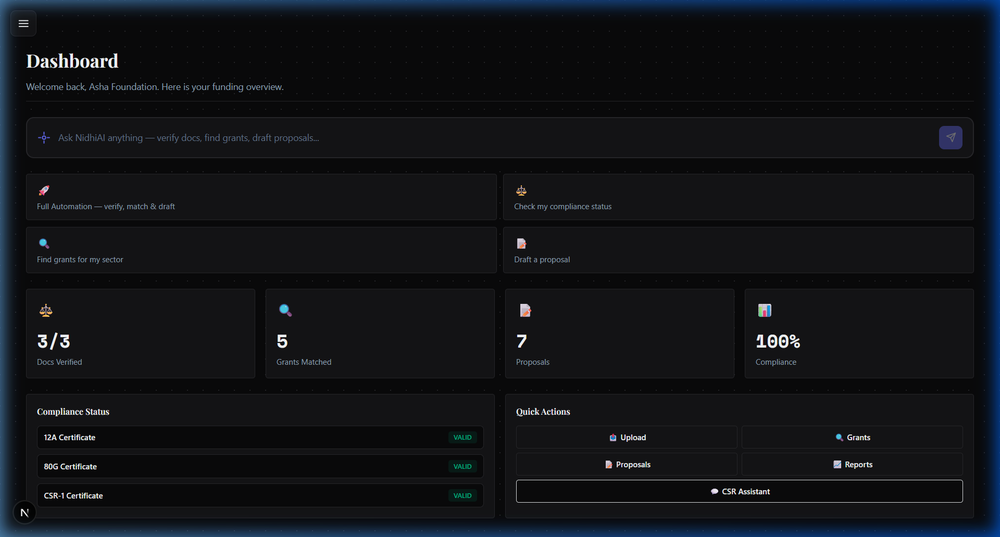 Dashboard
Welcome back, Asha Foundation. Here is your funding overview.
Ask NidhiAI anything — verify docs, find grants, draft proposals...
Full Automation — verify, match & draft
Check my compliance status
Find grants for my sector
Draft a proposal
3/3
Docs Verified
5
Grants Matched
7
Proposals
100%
Compliance
Compliance Status
12A Certificate VALID
80G Certificate VALID
CSR-1 Certificate VALID
Quick Actions
Upload
Grants
Proposals
Reports
CSR Assistant
N